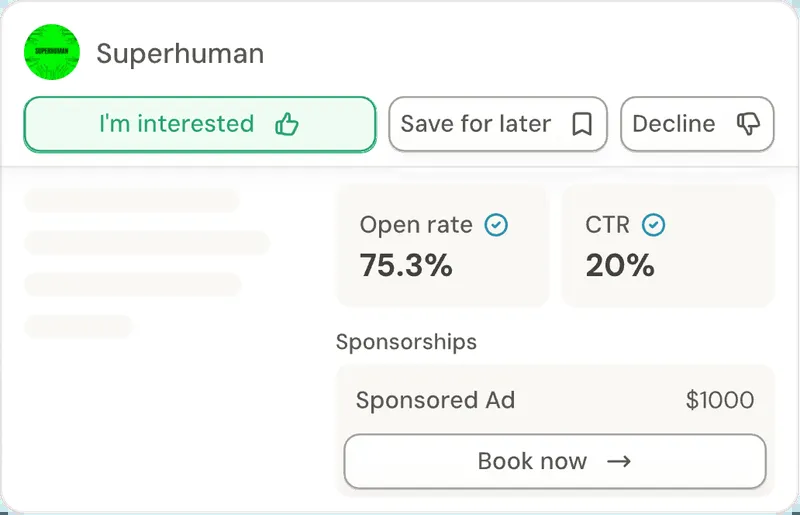 SUPERHUMAN
Superhuman
I'm interested
Save for later
Decline
Open rate
CTR
75.3%
20%
Sponsorships
Sponsored Ad
$1000
Book now →